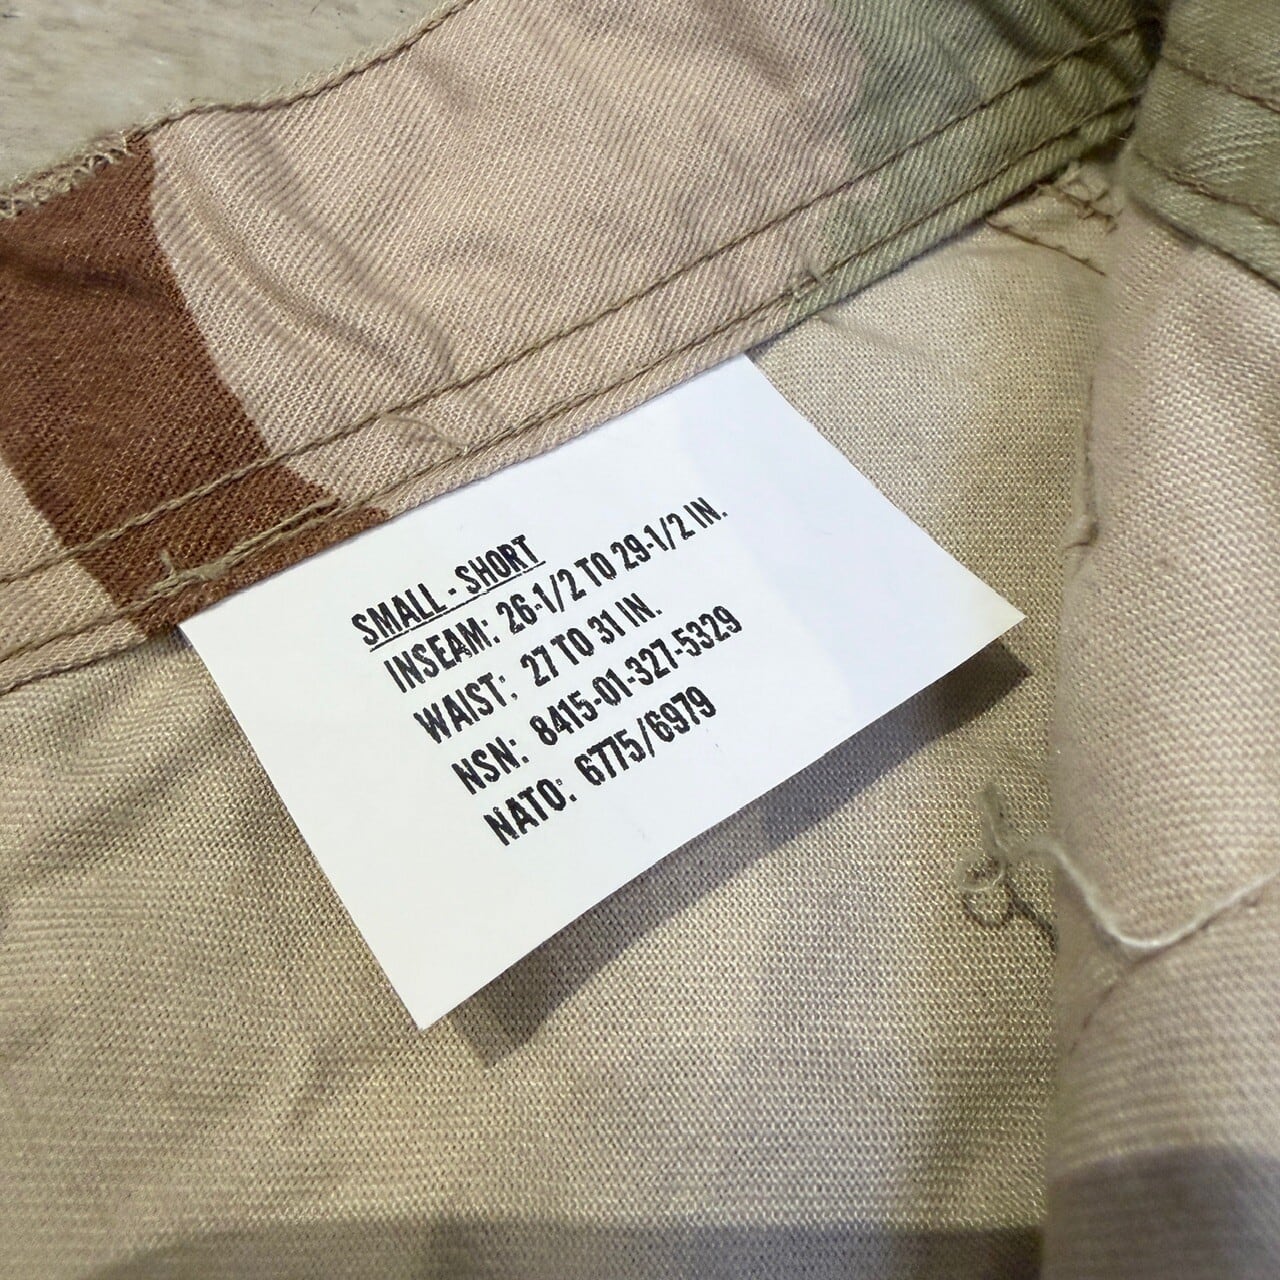 SMALL - SHORT
INSEAM: 26-1/2 TO 29-1/2 IN.
WAIST: 27 TO 31 IN.
NSN: 8415-01-327-5329
NATO: 6775/6979